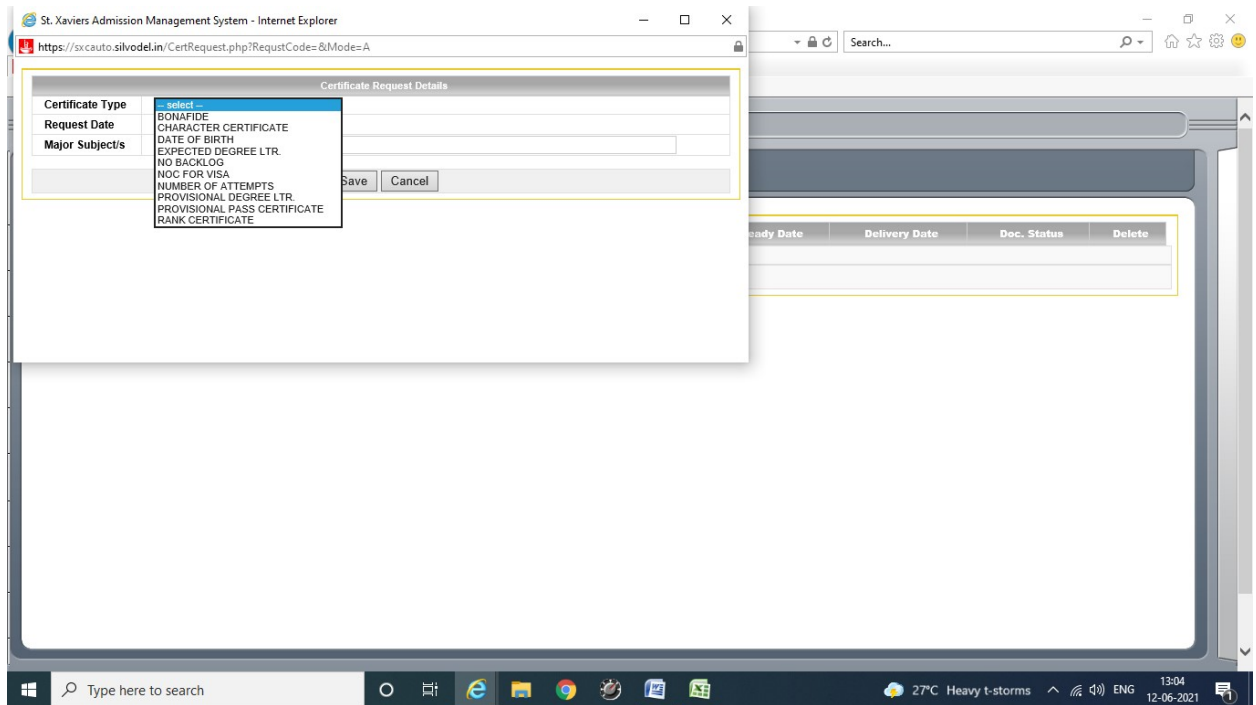 St. Xaviers Admission Management System - Internet Explorer
https://sxcauto.silvodel.in/CertRequest.php?RequstCode=&Mode=A
Search...
Certificate Request Details
Certificate Type
-- select --
BONAFIDE
CHARACTER CERTIFICATE
DATE OF BIRTH
EXPECTED DEGREE LTR.
NO BACKLOG
NOC FOR VISA
NUMBER OF ATTEMPTS
PROVISIONAL DEGREE LTR.
PROVISIONAL PASS CERTIFICATE
RANK CERTIFICATE
Request Date
Major Subject/s
Save Cancel
eady Date Delivery Date Doc. Status Delete
Type here to search
27°C Heavy t-storms ENG 13:04
12-06-2021
1